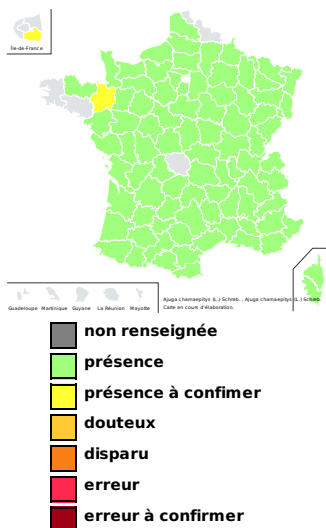 Île-de-France
Guadeloupe Martinique Guyane La Réunion Mayotte
Ajuga chamaepitys (L.) Schreb. , Ajuga chamaepitys (L.) Schreb.
Carte en cours d'élaboration.
non renseignée
présence
présence à confimer
douteux
disparu
erreur
erreur à confirmer